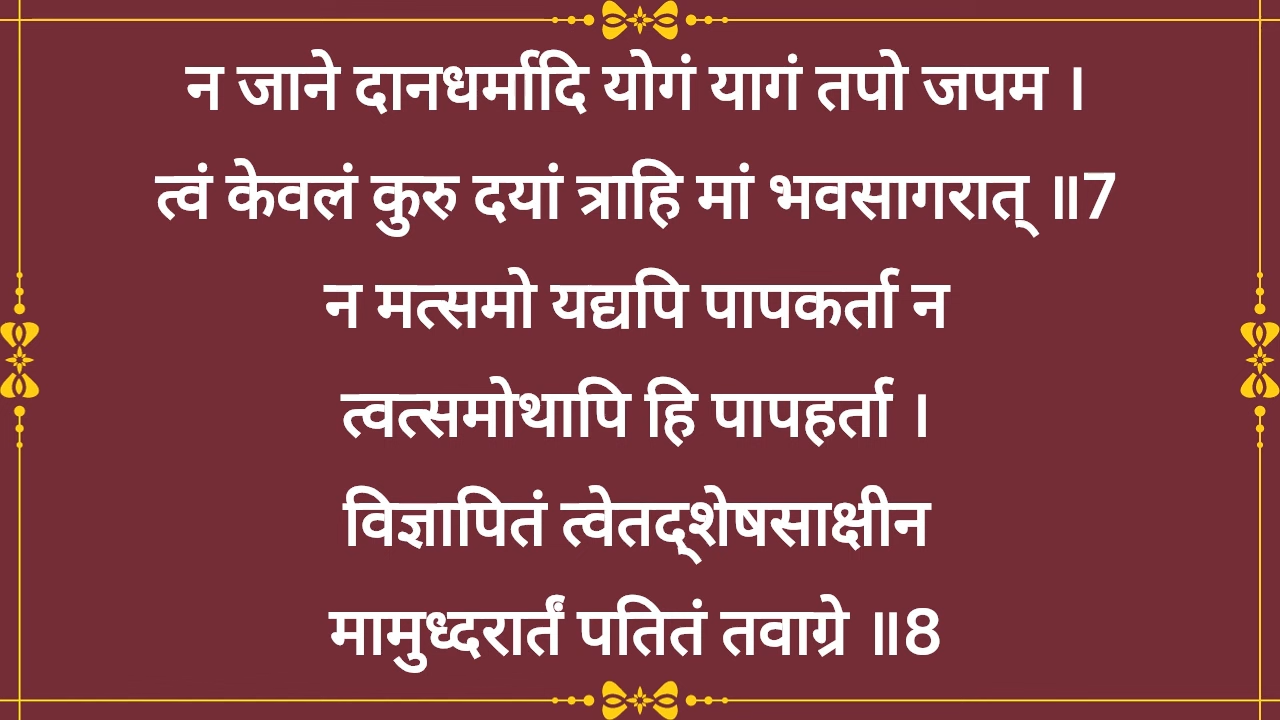 न जाने दानधर्मादि योगं यागं तपो जपम ।
त्वं केवलं कुरु दयां त्राहि मां भवसागरात् ॥7
न मत्समो यद्यपि पापकर्ता न
त्वत्समोथापि हि पापहर्ता ।
विज्ञापितं त्वेतद्‌शेषसाक्षीन
मामुध्दरार्तं पतितं तवाग्रे ॥8